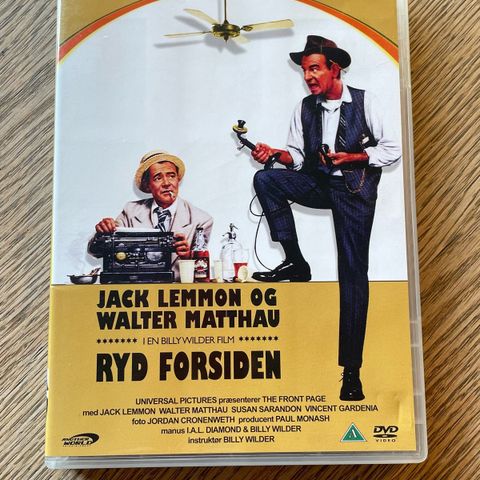 JACK LEMMON OG
WALTER MATTHAU
******* I EN BILLY WILDER FILM *******
RYD FORSIDEN
UNIVERSAL PICTURES præsenterer THE FRONT PAGE
med JACK LEMMON WALTER MATTHAU SUSAN SARANDON VINCENT GARDENIA
foto JORDAN CRONENWETH producent PAUL MONASH
manus I.A.L. DIAMOND & BILLY WILDER
instruktør BILLY WILDER
ANOTHER WORLD
A
DVD
VIDEO